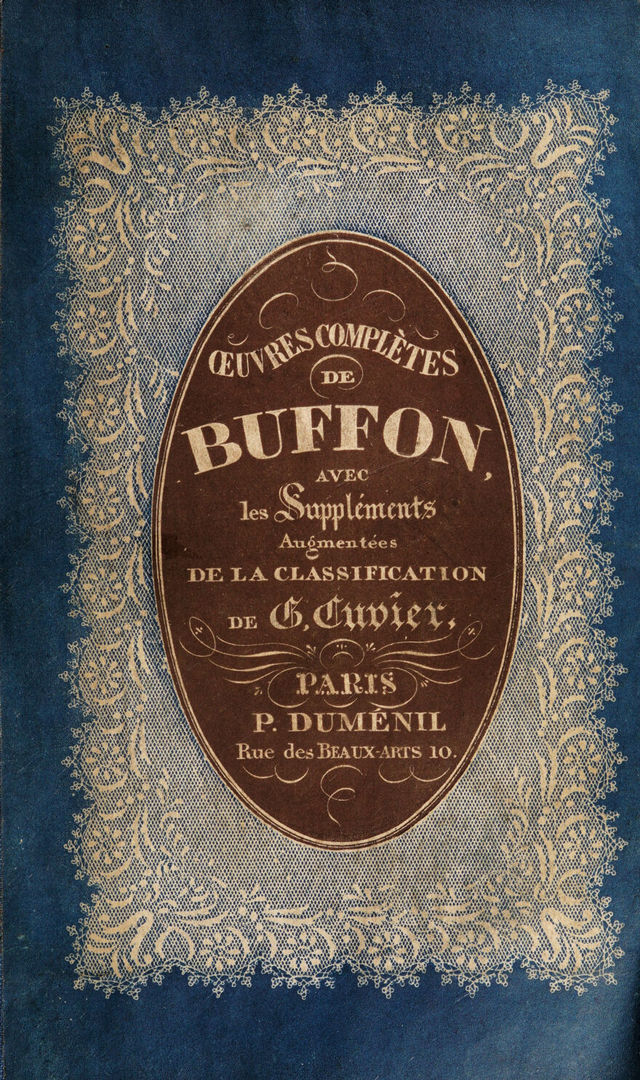 ŒUVRES COMPLÈTES
DE
BUFFON,
AVEC
les Suppléments
Augmentées
DE LA CLASSIFICATION
DE G. Cuvier,
PARIS
P. DUMÉNIL
Rue des BEAUX-ARTS 10.